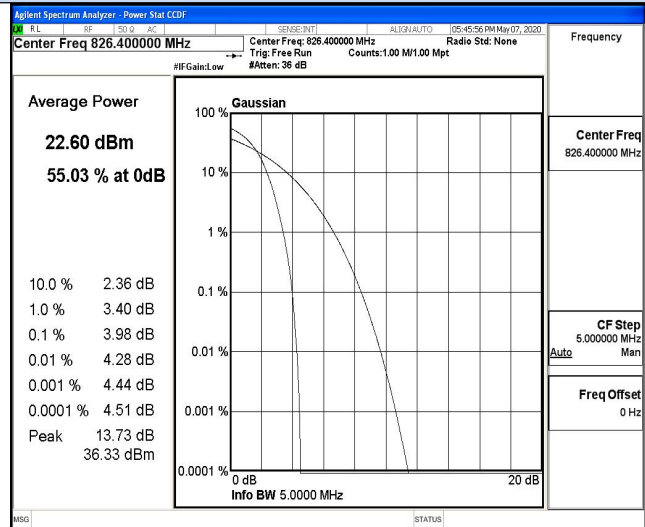 Agilent Spectrum Analyzer - Power Stat CCDF
LXI RL RF 50 Ω AC SENSE:INT ALIGN AUTO 05:45:56 PM May 07, 2020
Center Freq 826.400000 MHz
Center Freq: 826.400000 MHz Radio Std: None
Trig: Free Run Counts:1.00 M/1.00 Mpt
#IFGain:Low #Atten: 36 dB
Frequency
Average Power
22.60 dBm
55.03 % at 0dB
10.0 % 2.36 dB
1.0 % 3.40 dB
0.1 % 3.98 dB
0.01 % 4.28 dB
0.001 % 4.44 dB
0.0001 % 4.51 dB
Peak 13.73 dB
36.33 dBm
Gaussian
100 %
10 %
1 %
0.1 %
0.01 %
0.001 %
0.0001 %
0 dB 20 dB
Info BW 5.0000 MHz
Center Freq
826.400000 MHz
CF Step
5.000000 MHz
Auto Man
Freq Offset
0 Hz
MSG STATUS